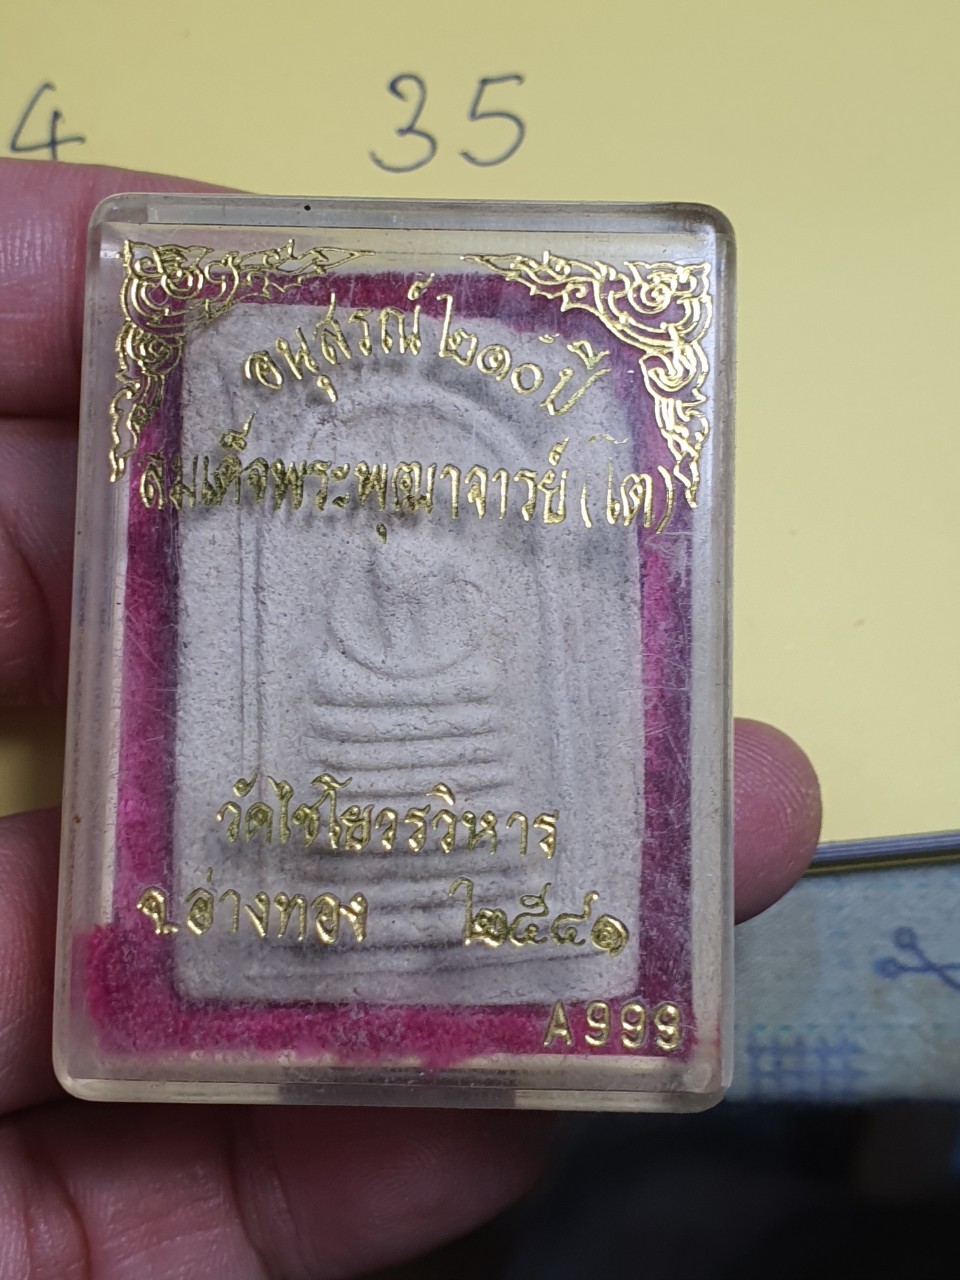 4 35
อนุสรณ์ ๒๑๐ ปี
สมเด็จพระพุฒาจารย์ (โต)
วัดไชโยวรวิหาร
จ.อ่างทอง ๒๕๔๑
A999